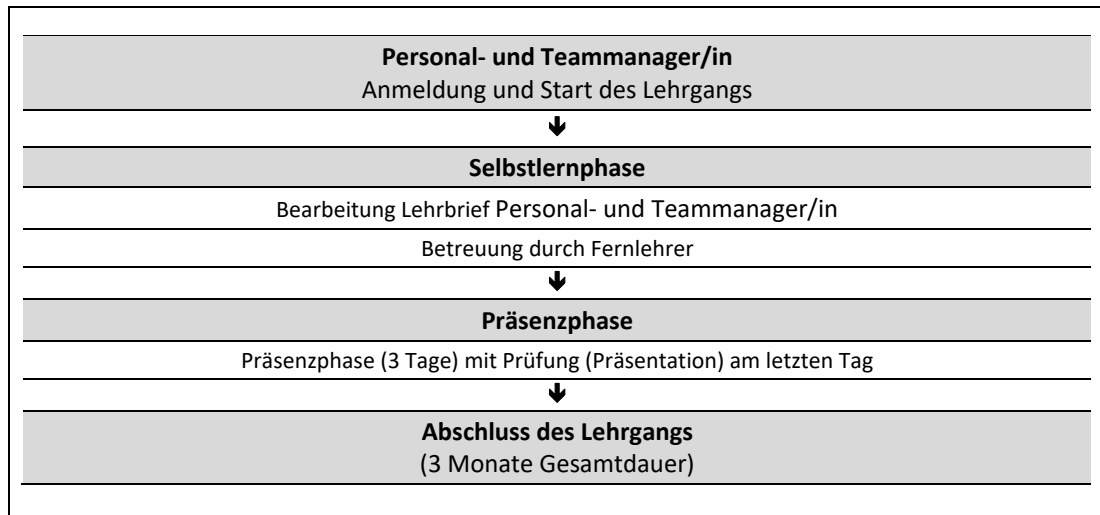 Personal- und Teammanager/in
Anmeldung und Start des Lehrgangs
Selbstlernphase
Bearbeitung Lehrbrief Personal- und Teammanager/in
Betreuung durch Fernlehrer
Präsenzphase
Präsenzphase (3 Tage) mit Prüfung (Präsentation) am letzten Tag
Abschluss des Lehrgangs
(3 Monate Gesamtdauer)